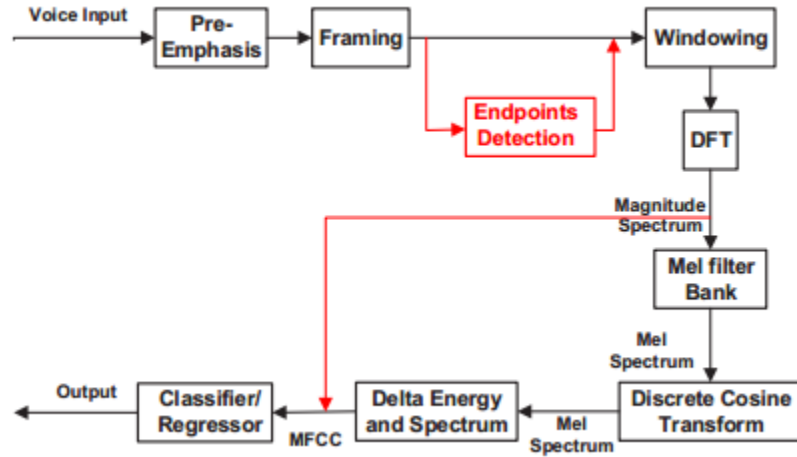 Voice Input
Pre-
Emphasis
Framing
Windowing
Endpoints
Detection
DFT
Magnitude
Spectrum
Mel filter
Bank
Mel
Spectrum
Output
Classifier/
Regressor
MFCC
Delta Energy
and Spectrum
Mel
Spectrum
Discrete Cosine
Transform